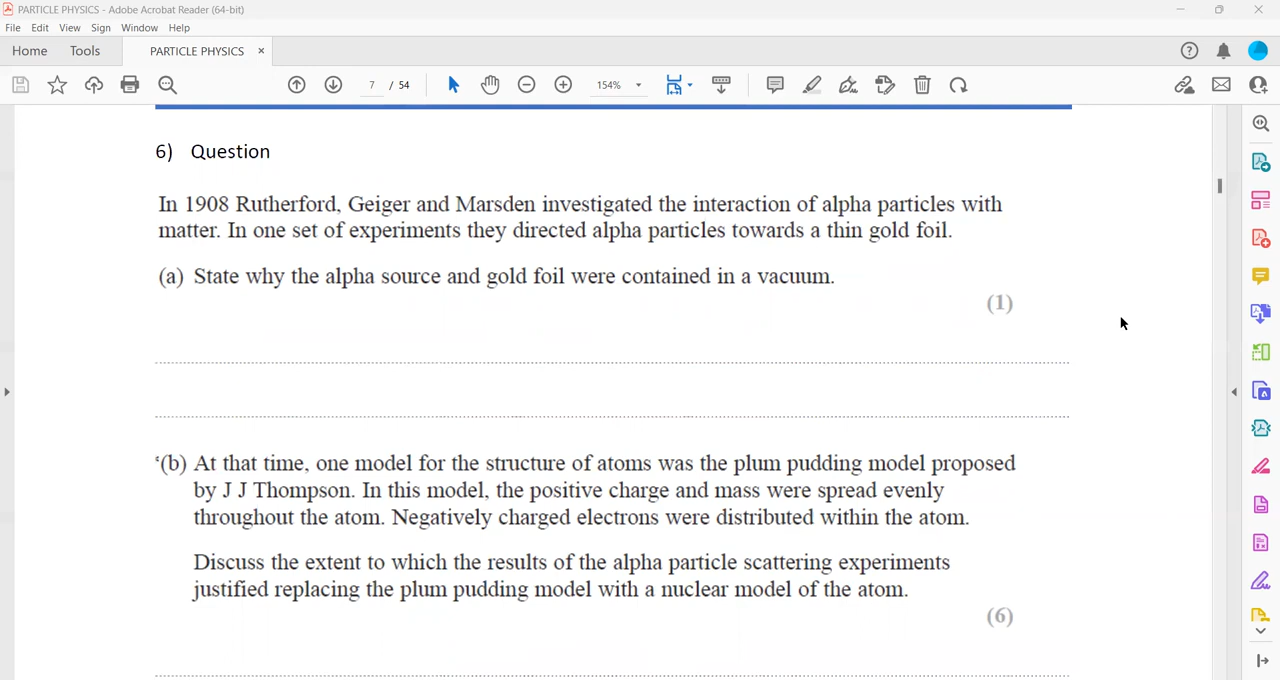 PARTICLE PHYSICS - Adobe Acrobat Reader (64-bit)
File Edit View Sign Window Help
Home Tools PARTICLE PHYSICS ×
7 / 54 154%
6) Question
In 1908 Rutherford, Geiger and Marsden investigated the interaction of alpha particles with
matter. In one set of experiments they directed alpha particles towards a thin gold foil.
(a) State why the alpha source and gold foil were contained in a vacuum.
(1)
*(b) At that time, one model for the structure of atoms was the plum pudding model proposed
by J J Thompson. In this model, the positive charge and mass were spread evenly
throughout the atom. Negatively charged electrons were distributed within the atom.
Discuss the extent to which the results of the alpha particle scattering experiments
justified replacing the plum pudding model with a nuclear model of the atom.
(6)